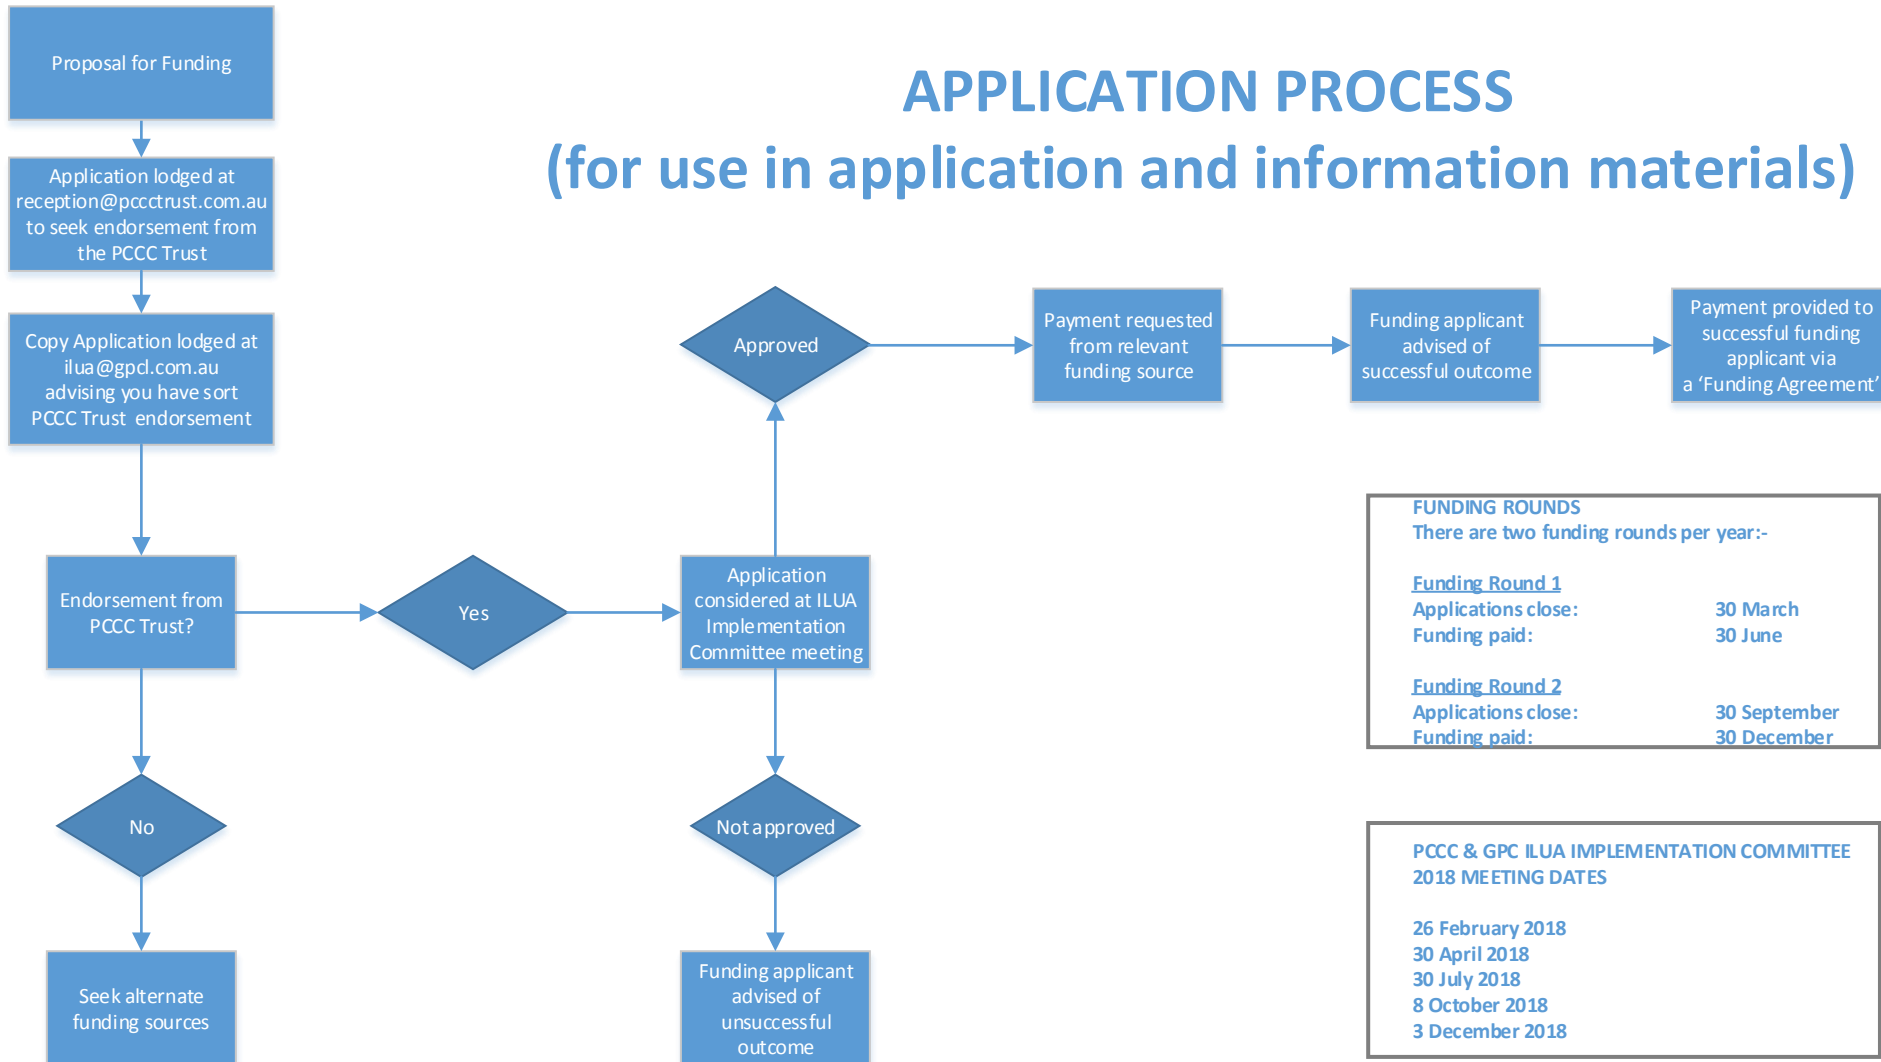 APPLICATION PROCESS
(for use in application and information materials)
Proposal for Funding
Application lodged at
reception@pccctrust.com.au
to seek endorsement from
the PCCC Trust
Copy Application lodged at
ilua@gpcl.com.au
advising you have sort
PCCC Trust endorsement
Endorsement from
PCCC Trust?
Yes
No
Seek alternate
funding sources
Application
considered at ILUA
Implementation
Committee meeting
Approved
Not approved
Funding applicant
advised of
unsuccessful
outcome
Payment requested
from relevant
funding source
Funding applicant
advised of
successful outcome
Payment provided to
successful funding
applicant via
a ‘Funding Agreement’
FUNDING ROUNDS
There are two funding rounds per year:-
Funding Round 1
Applications close: 30 March
Funding paid: 30 June
Funding Round 2
Applications close: 30 September
Funding paid: 30 December
PCCC & GPC ILUA IMPLEMENTATION COMMITTEE
2018 MEETING DATES
26 February 2018
30 April 2018
30 July 2018
8 October 2018
3 December 2018